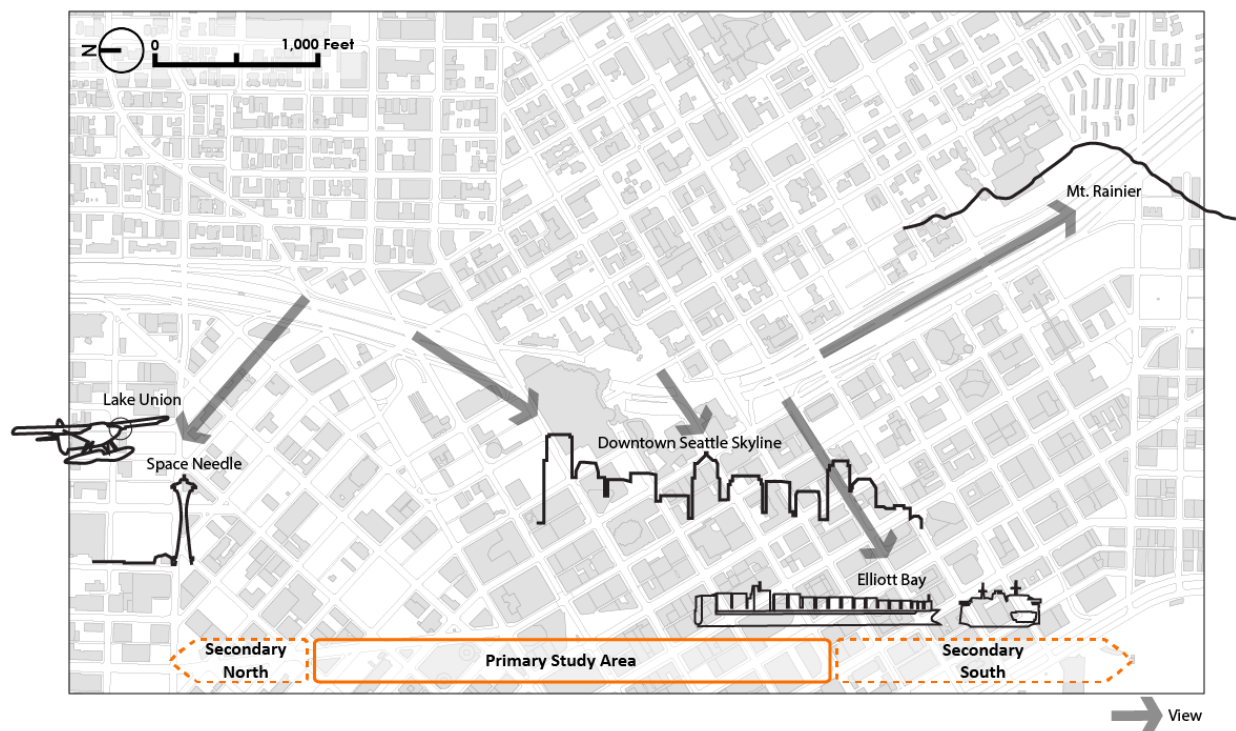 N
0
1,000 Feet
Mt. Rainier
Lake Union
Space Needle
Downtown Seattle Skyline
Elliott Bay
Secondary
North
Primary Study Area
Secondary
South
View